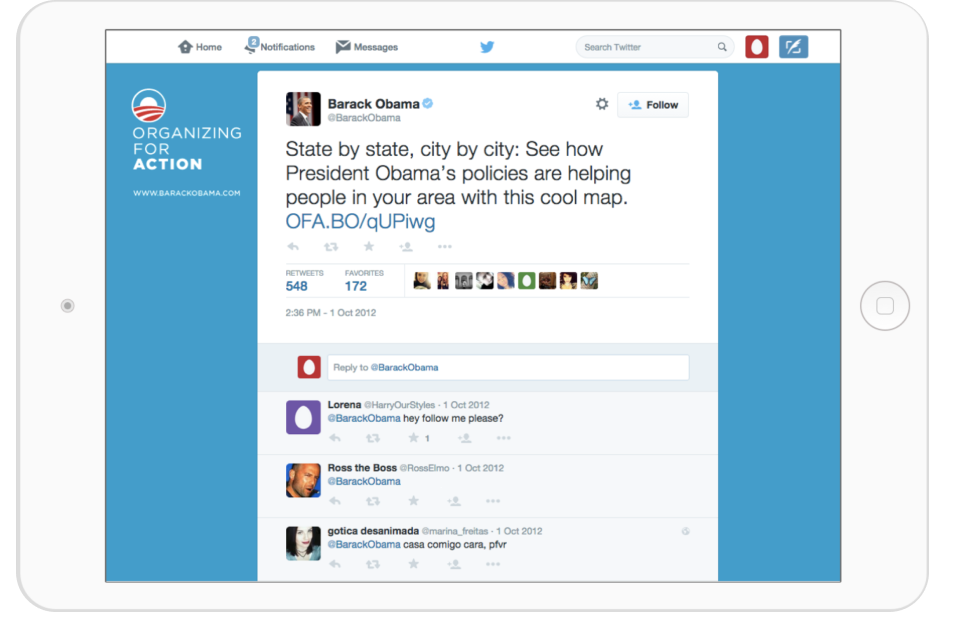 Home
2
Notifications
Messages
Search Twitter
ORGANIZING
FOR
ACTION
WWW.BARACKOBAMA.COM
Barack Obama
@BarackObama
Follow
State by state, city by city: See how
President Obama's policies are helping
people in your area with this cool map.
OFA.BO/qUPiwg
RETWEETS FAVORITES
548 172
2:36 PM - 1 Oct 2012
Reply to @BarackObama
Lorena @HarryOurStyles · 1 Oct 2012
@BarackObama hey follow me please?
1
Ross the Boss @RossElmo · 1 Oct 2012
@BarackObama
gotica desanimada @marina_freitas · 1 Oct 2012
@BarackObama casa comigo cara, pfvr